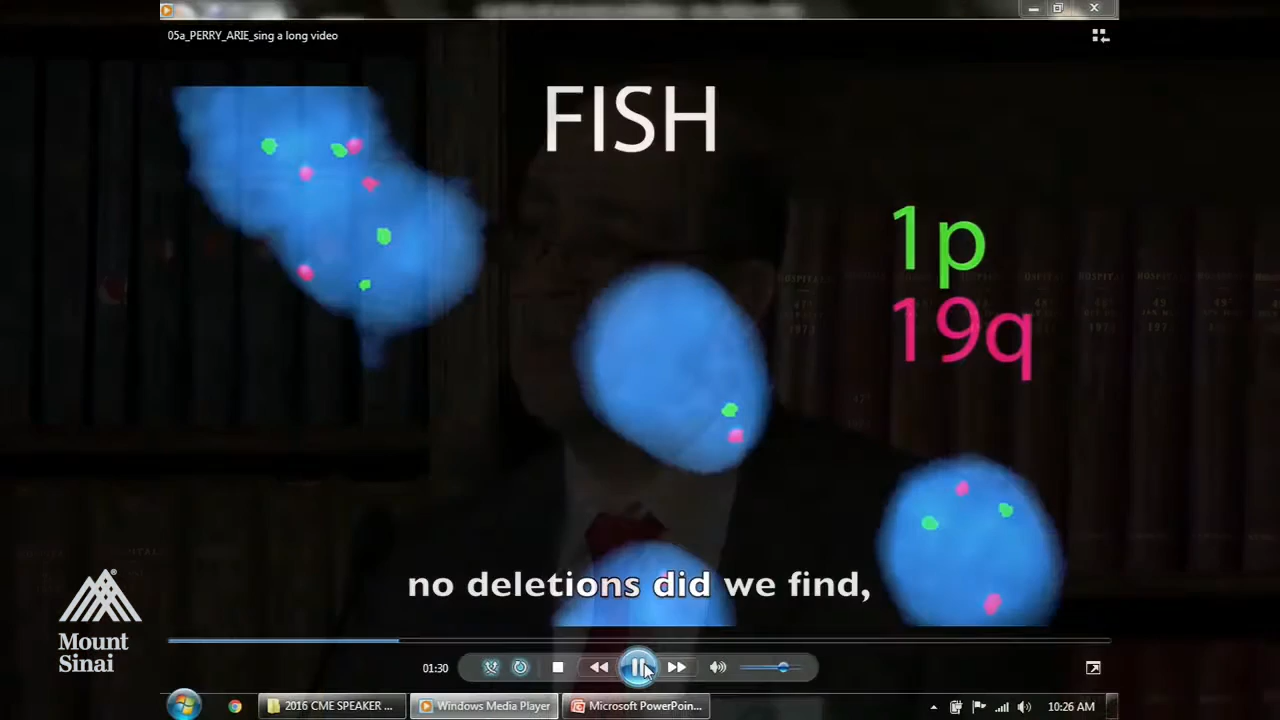 05a_PERRY_ARIE_sing a long video
FISH
1p
19q
no deletions did we find,
Mount
Sinai
®
01:30
2016 CME SPEAKER ...
Windows Media Player
Microsoft PowerPoin...
10:26 AM